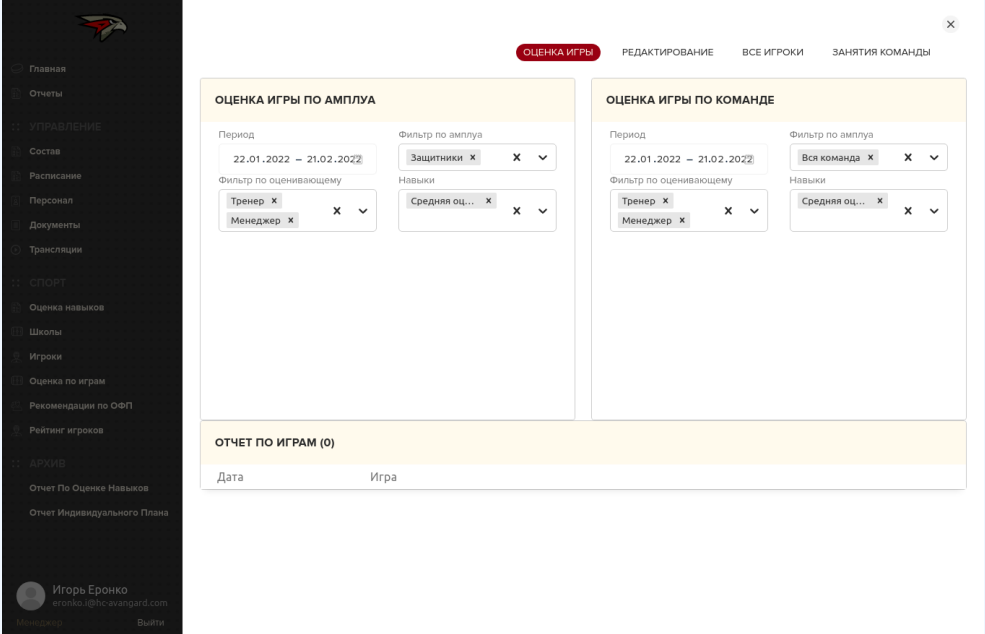 Главная
Отчеты
УПРАВЛЕНИЕ
Состав
Расписание
Персонал
Документы
Трансляции
СПОРТ
Оценка навыков
Школы
Игроки
Оценка по играм
Рекомендации по ОФП
Рейтинг игроков
АРХИВ
Отчет По Оценке Навыков
Отчет Индивидуального Плана
Игорь Еронко
eronko.i@hc-avangard.com
Менеджер Выйти
ОЦЕНКА ИГРЫ РЕДАКТИРОВАНИЕ ВСЕ ИГРОКИ ЗАНЯТИЯ КОМАНДЫ
ОЦЕНКА ИГРЫ ПО АМПЛУА
Период Фильтр по амплуа
22.01.2022 – 21.02.2022 Защитники ×
Фильтр по оценивающему Навыки
Тренер × Средняя оц... ×
Менеджер ×
ОЦЕНКА ИГРЫ ПО КОМАНДЕ
Период Фильтр по амплуа
22.01.2022 – 21.02.2022 Вся команда ×
Фильтр по оценивающему Навыки
Тренер × Средняя оц... ×
Менеджер ×
ОТЧЕТ ПО ИГРАМ (0)
Дата Игра